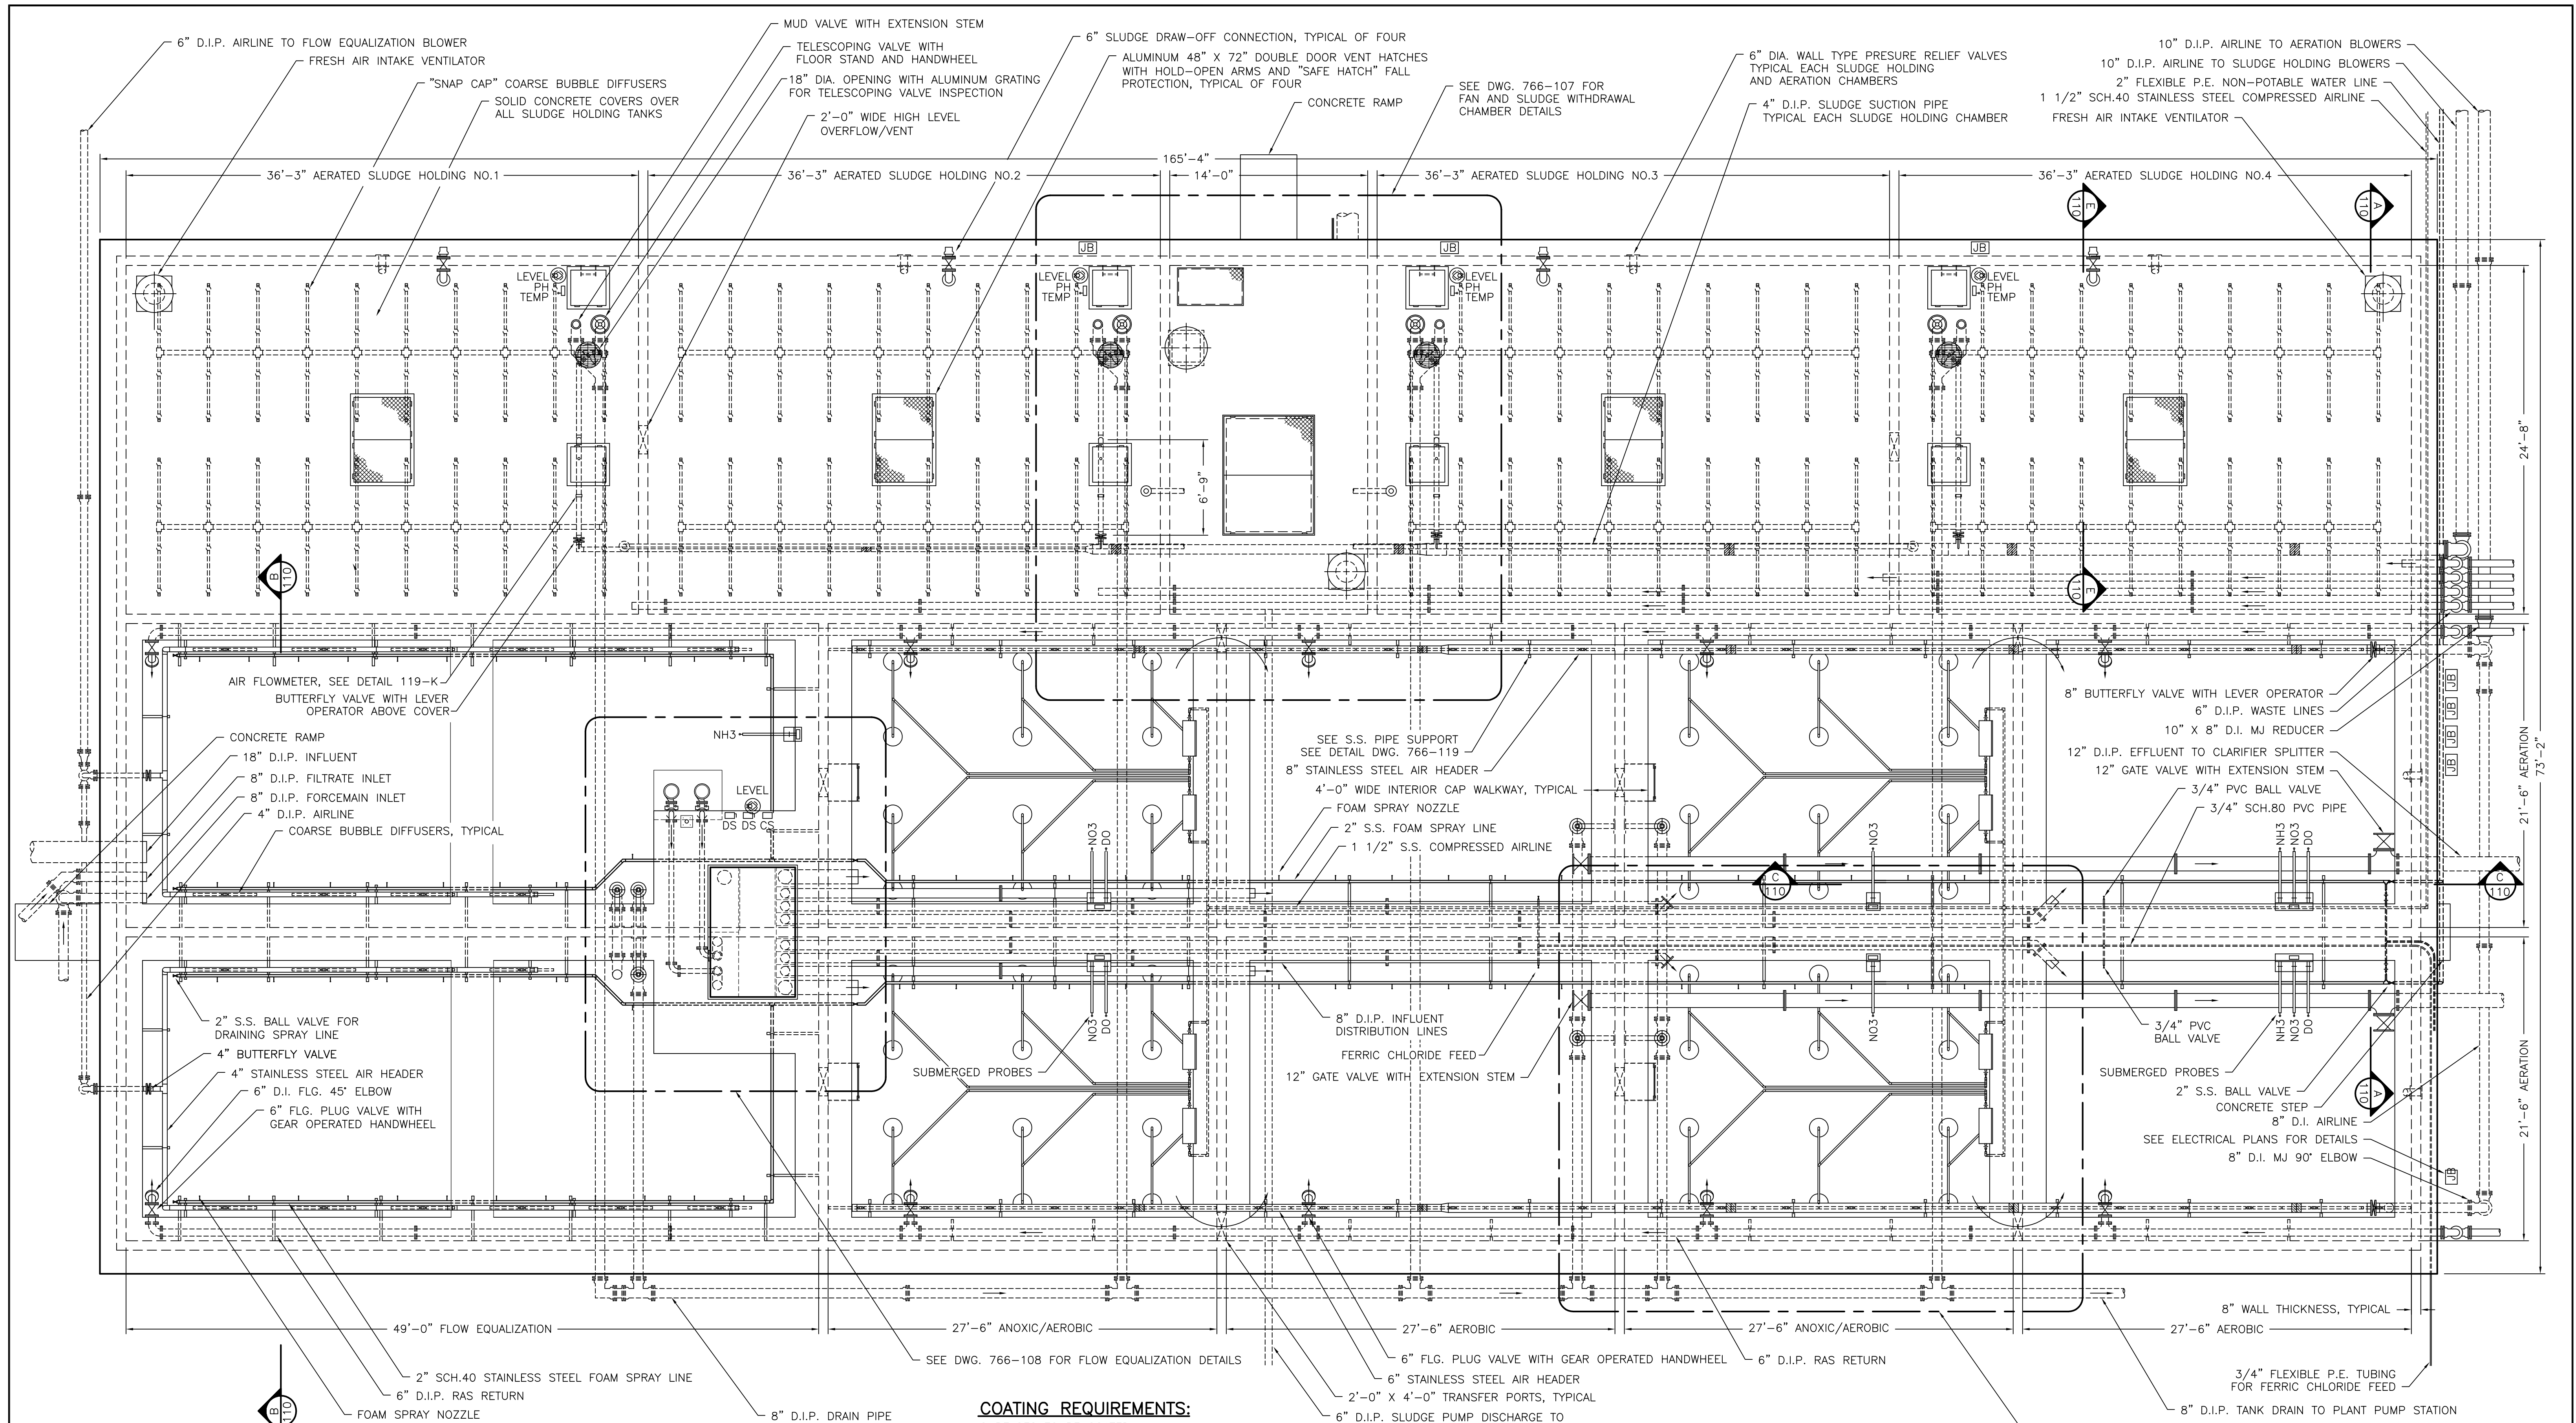 6" D.I.P. AIRLINE TO FLOW EQUALIZATION BLOWER
FRESH AIR INTAKE VENTILATOR
"SNAP CAP" COARSE BUBBLE DIFFUSERS
SOLID CONCRETE COVERS OVER
ALL SLUDGE HOLDING TANKS
MUD VALVE WITH EXTENSION STEM
TELESCOPING VALVE WITH
FLOOR STAND AND HANDWHEEL
18" DIA. OPENING WITH ALUMINUM GRATING
FOR TELESCOPING VALVE INSPECTION
2'-0" WIDE HIGH LEVEL
OVERFLOW/VENT
6" SLUDGE DRAW-OFF CONNECTION, TYPICAL OF FOUR
ALUMINUM 48" X 72" DOUBLE DOOR VENT HATCHES
WITH HOLD-OPEN ARMS AND "SAFE HATCH" FALL
PROTECTION, TYPICAL OF FOUR
CONCRETE RAMP
SEE DWG. 766-107 FOR
FAN AND SLUDGE WITHDRAWAL
CHAMBER DETAILS
6" DIA. WALL TYPE PRESURE RELIEF VALVES
TYPICAL EACH SLUDGE HOLDING
AND AERATION CHAMBERS
4" D.I.P. SLUDGE SUCTION PIPE
TYPICAL EACH SLUDGE HOLDING CHAMBER
10" D.I.P. AIRLINE TO AERATION BLOWERS
10" D.I.P. AIRLINE TO SLUDGE HOLDING BLOWERS
2" FLEXIBLE P.E. NON-POTABLE WATER LINE
1 1/2" SCH.40 STAINLESS STEEL COMPRESSED AIRLINE
FRESH AIR INTAKE VENTILATOR
165'-4"
36'-3" AERATED SLUDGE HOLDING NO.1
36'-3" AERATED SLUDGE HOLDING NO.2
14'-0"
36'-3" AERATED SLUDGE HOLDING NO.3
36'-3" AERATED SLUDGE HOLDING NO.4
E
110
A
110
JB
JB
JB
LEVEL
PH
TEMP
LEVEL
PH
TEMP
LEVEL
PH
TEMP
LEVEL
PH
TEMP
24'-8"
6'-9"
B
110
E
110
AIR FLOWMETER, SEE DETAIL 119-K
BUTTERFLY VALVE WITH LEVER
OPERATOR ABOVE COVER
CONCRETE RAMP
18" D.I.P. INFLUENT
8" D.I.P. FILTRATE INLET
8" D.I.P. FORCEMAIN INLET
4" D.I.P. AIRLINE
COARSE BUBBLE DIFFUSERS, TYPICAL
NH3
LEVEL
DS DS CS
SEE S.S. PIPE SUPPORT
SEE DETAIL DWG. 766-119
8" STAINLESS STEEL AIR HEADER
4'-0" WIDE INTERIOR CAP WALKWAY, TYPICAL
FOAM SPRAY NOZZLE
2" S.S. FOAM SPRAY LINE
1 1/2" S.S. COMPRESSED AIRLINE
8" BUTTERFLY VALVE WITH LEVER OPERATOR
6" D.I.P. WASTE LINES
10" X 8" D.I. MJ REDUCER
12" D.I.P. EFFLUENT TO CLARIFIER SPLITTER
12" GATE VALVE WITH EXTENSION STEM
3/4" PVC BALL VALVE
3/4" SCH.80 PVC PIPE
JB
JB
JB
JB
21'-6" AERATION
73'-2"
NO3
DO
NO3
NH3
NO3
DO
C
110
C
110
2" S.S. BALL VALVE FOR
DRAINING SPRAY LINE
4" BUTTERFLY VALVE
4" STAINLESS STEEL AIR HEADER
6" D.I. FLG. 45° ELBOW
6" FLG. PLUG VALVE WITH
GEAR OPERATED HANDWHEEL
NO3
DO
SUBMERGED PROBES
8" D.I.P. INFLUENT
DISTRIBUTION LINES
FERRIC CHLORIDE FEED
12" GATE VALVE WITH EXTENSION STEM
NO3
3/4" PVC
BALL VALVE
NH3
NO3
DO
SUBMERGED PROBES
2" S.S. BALL VALVE
CONCRETE STEP
8" D.I. AIRLINE
SEE ELECTRICAL PLANS FOR DETAILS
8" D.I. MJ 90° ELBOW
A
110
JB
21'-6" AERATION
8" WALL THICKNESS, TYPICAL
49'-0" FLOW EQUALIZATION
27'-6" ANOXIC/AEROBIC
27'-6" AEROBIC
27'-6" ANOXIC/AEROBIC
27'-6" AEROBIC
SEE DWG. 766-108 FOR FLOW EQUALIZATION DETAILS
6" FLG. PLUG VALVE WITH GEAR OPERATED HANDWHEEL
6" D.I.P. RAS RETURN
2" SCH.40 STAINLESS STEEL FOAM SPRAY LINE
6" D.I.P. RAS RETURN
FOAM SPRAY NOZZLE
B
110
6" STAINLESS STEEL AIR HEADER
2'-0" X 4'-0" TRANSFER PORTS, TYPICAL
6" D.I.P. SLUDGE PUMP DISCHARGE TO
3/4" FLEXIBLE P.E. TUBING
FOR FERRIC CHLORIDE FEED
8" D.I.P. TANK DRAIN TO PLANT PUMP STATION
8" D.I.P. DRAIN PIPE
COATING REQUIREMENTS: